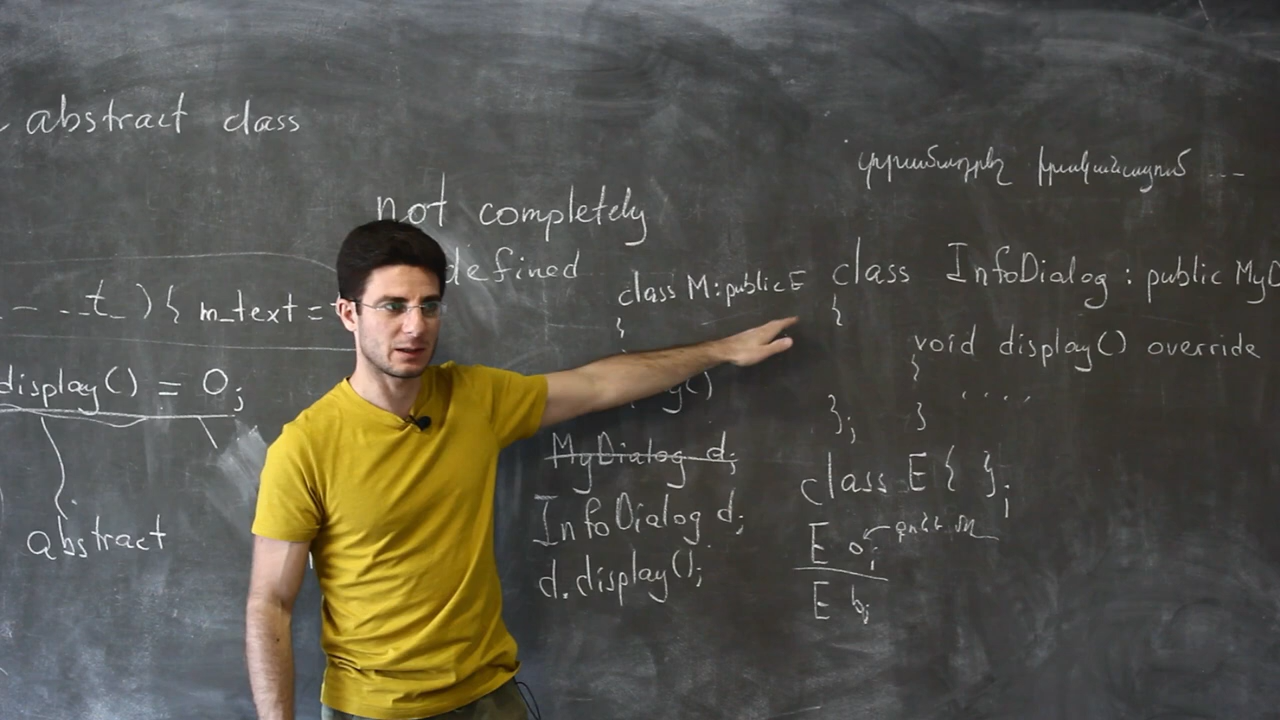 abstract class
not completely
defined
) { m_text =
display() = 0;
abstract
class M : public E
{
MyDialog d;
InfoDialog d;
d.display();
class InfoDialog : public MyD
{
void display() override
{
....
}
};
class E { };
E o;
E b;